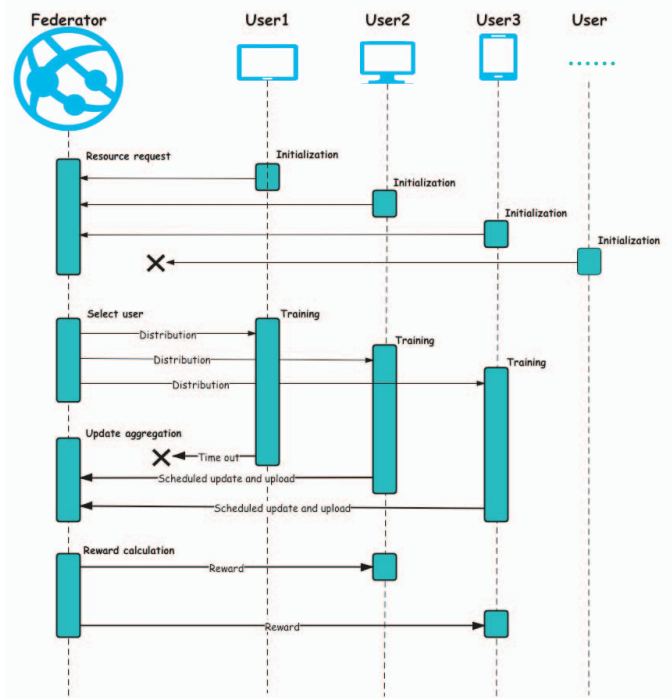 Federator
User1
User2
User3
User
......
Resource request
Initialization
Initialization
Initialization
Initialization
Select user
Training
Distribution
Training
Distribution
Training
Distribution
Update aggregation
Time out
Scheduled update and upload
Scheduled update and upload
Reward calculation
Reward
Reward